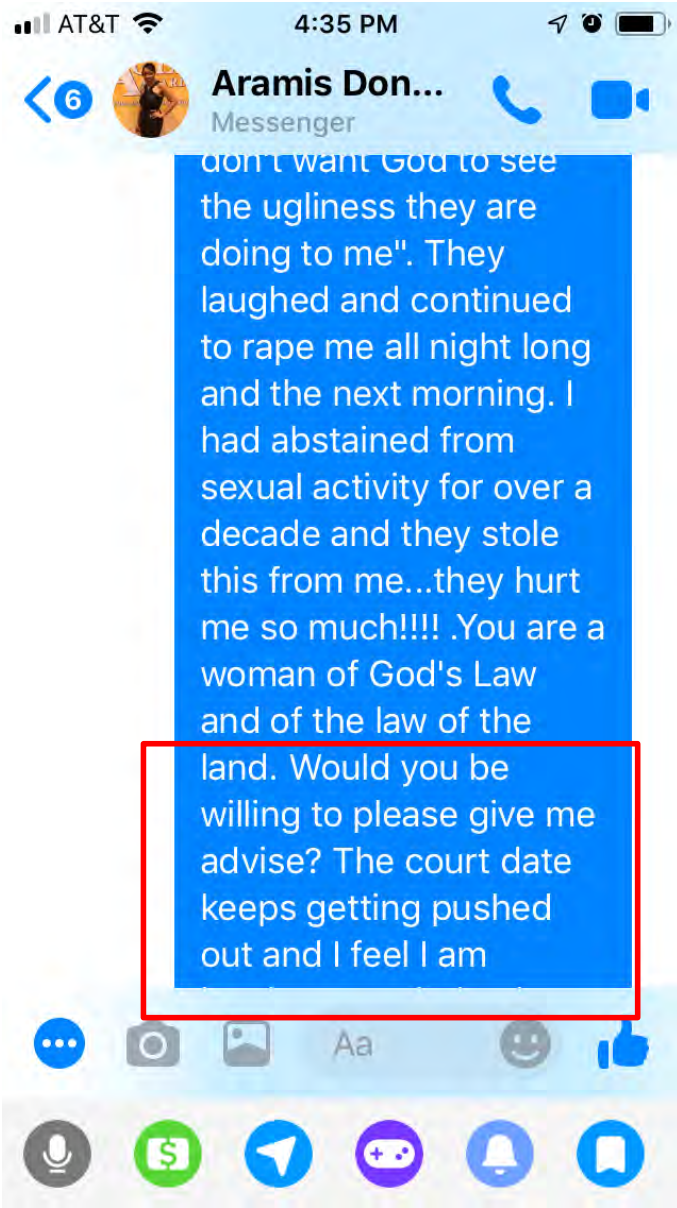 AT&T 4:35 PM
6 Aramis Don...
Messenger
don't want God to see
the ugliness they are
doing to me". They
laughed and continued
to rape me all night long
and the next morning. I
had abstained from
sexual activity for over a
decade and they stole
this from me...they hurt
me so much!!!! .You are a
woman of God's Law
and of the law of the
land. Would you be
willing to please give me
advise? The court date
keeps getting pushed
out and I feel I am
Aa